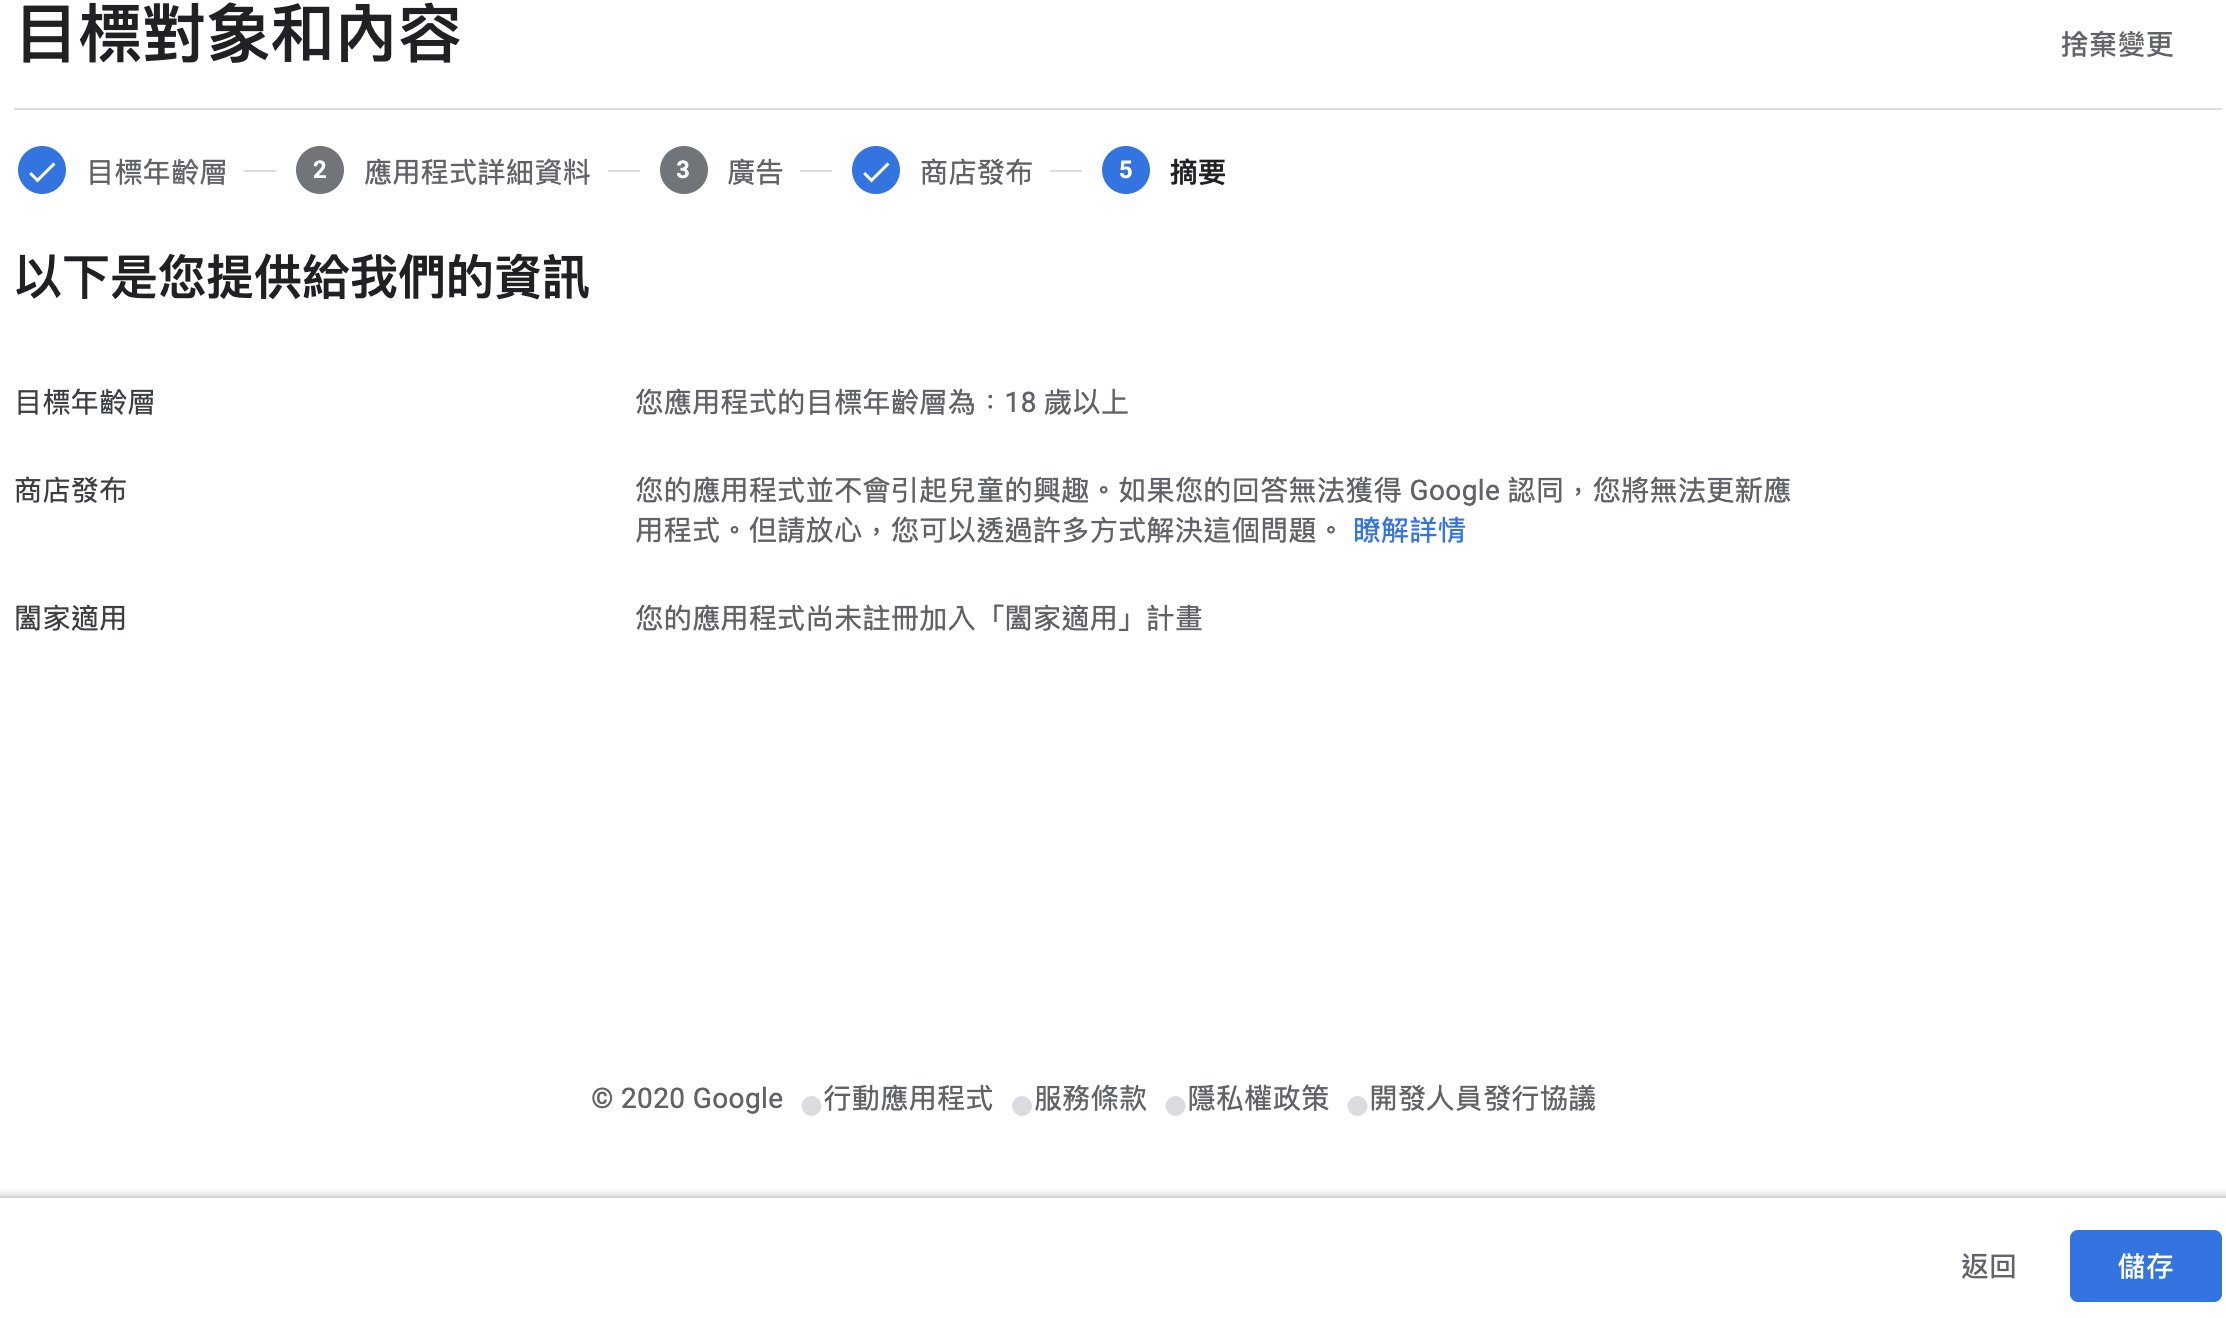 目標對象和內容
捨棄變更
目標年齡層
2 應用程式詳細資料
3 廣告
商店發布
5 摘要
以下是您提供給我們的資訊
目標年齡層
您應用程式的目標年齡層為：18 歲以上
商店發布
您的應用程式並不會引起兒童的興趣。如果您的回答無法獲得 Google 認同，您將無法更新應
用程式。但請放心，您可以透過許多方式解決這個問題。 瞭解詳情
闔家適用
您的應用程式尚未註冊加入「闔家適用」計畫
© 2020 Google 行動應用程式 服務條款 隱私權政策 開發人員發行協議
返回
儲存